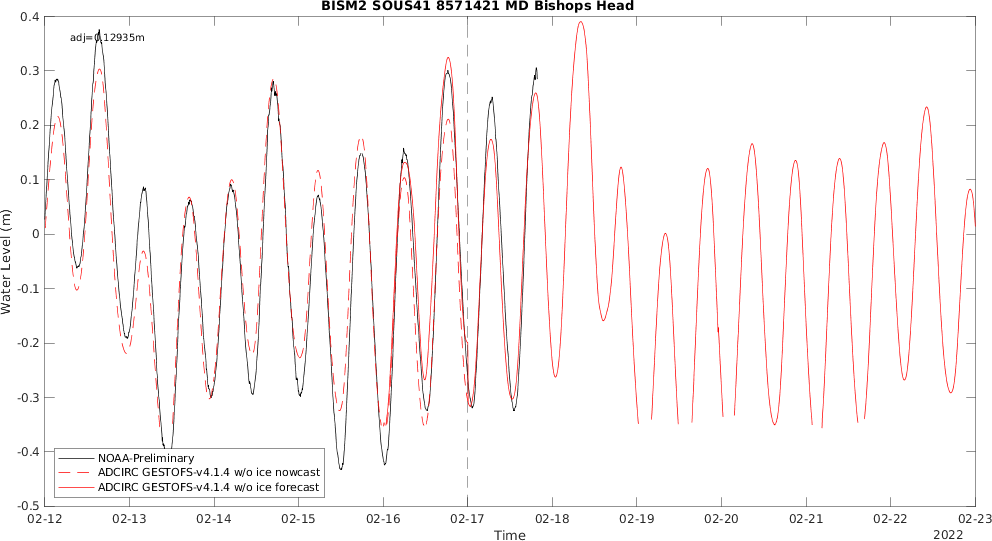 BISM2 SOUS41 8571421 MD Bishops Head
adj=0.12935m
Water Level (m)
0.4
0.3
0.2
0.1
0
-0.1
-0.2
-0.3
-0.4
-0.5
NOAA-Preliminary
ADCIRC GESTOFS-v4.1.4 w/o ice nowcast
ADCIRC GESTOFS-v4.1.4 w/o ice forecast
02-12 02-13 02-14 02-15 02-16 02-17 02-18 02-19 02-20 02-21 02-22 02-23
Time
2022